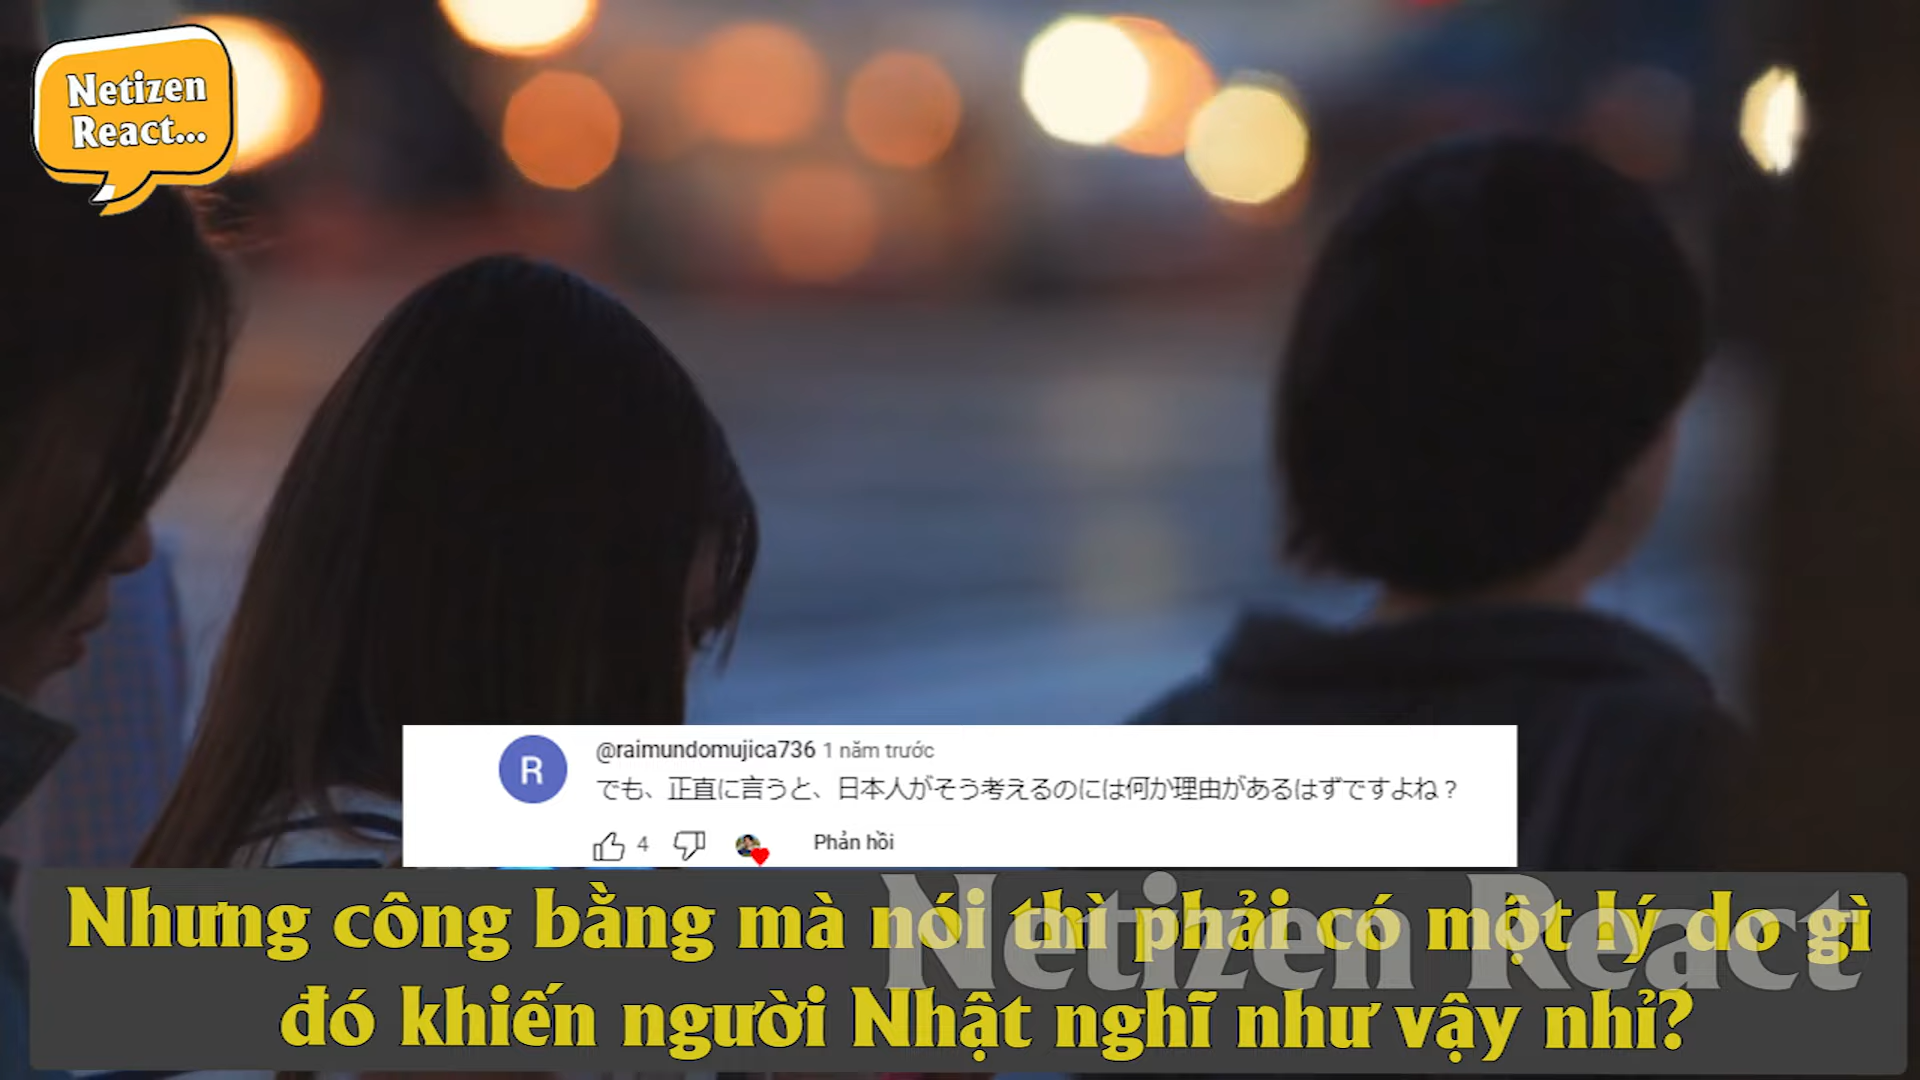 Netizen
React...
@raimundomujica736 1 năm trước
でも、正直に言うと、日本人がそう考えるのには何か理由があるはずですよね？
4
Phản hồi
Netizen React
Nhưng công bằng mà nói thì phải có một lý do gì
đó khiến người Nhật nghĩ như vậy nhỉ?